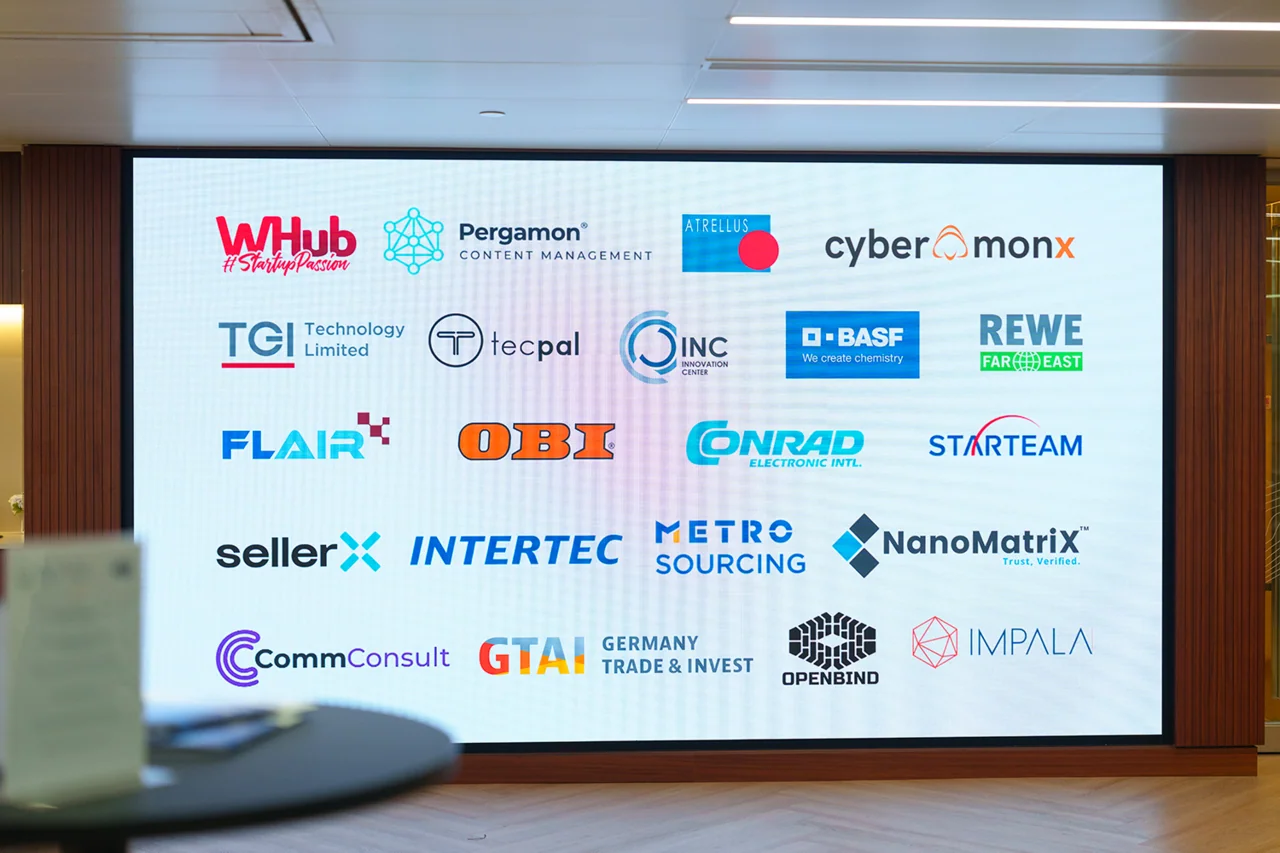 WHub
#StartupPassion
Pergamon®
CONTENT MANAGEMENT
ATRELLUS
cyber monx
TGI Technology
Limited
tecpal
INC
INNOVATION
CENTER
BASF
We create chemistry
REWE
FAR EAST
FLAIR
OBI®
CONRAD
ELECTRONIC INTL.
STARTEAM
sellerX
INTERTEC
METRO
SOURCING
NanoMatriX™
Trust, Verified.
CommConsult
GTAI GERMANY
TRADE & INVEST
OPENBIND
IMPALA